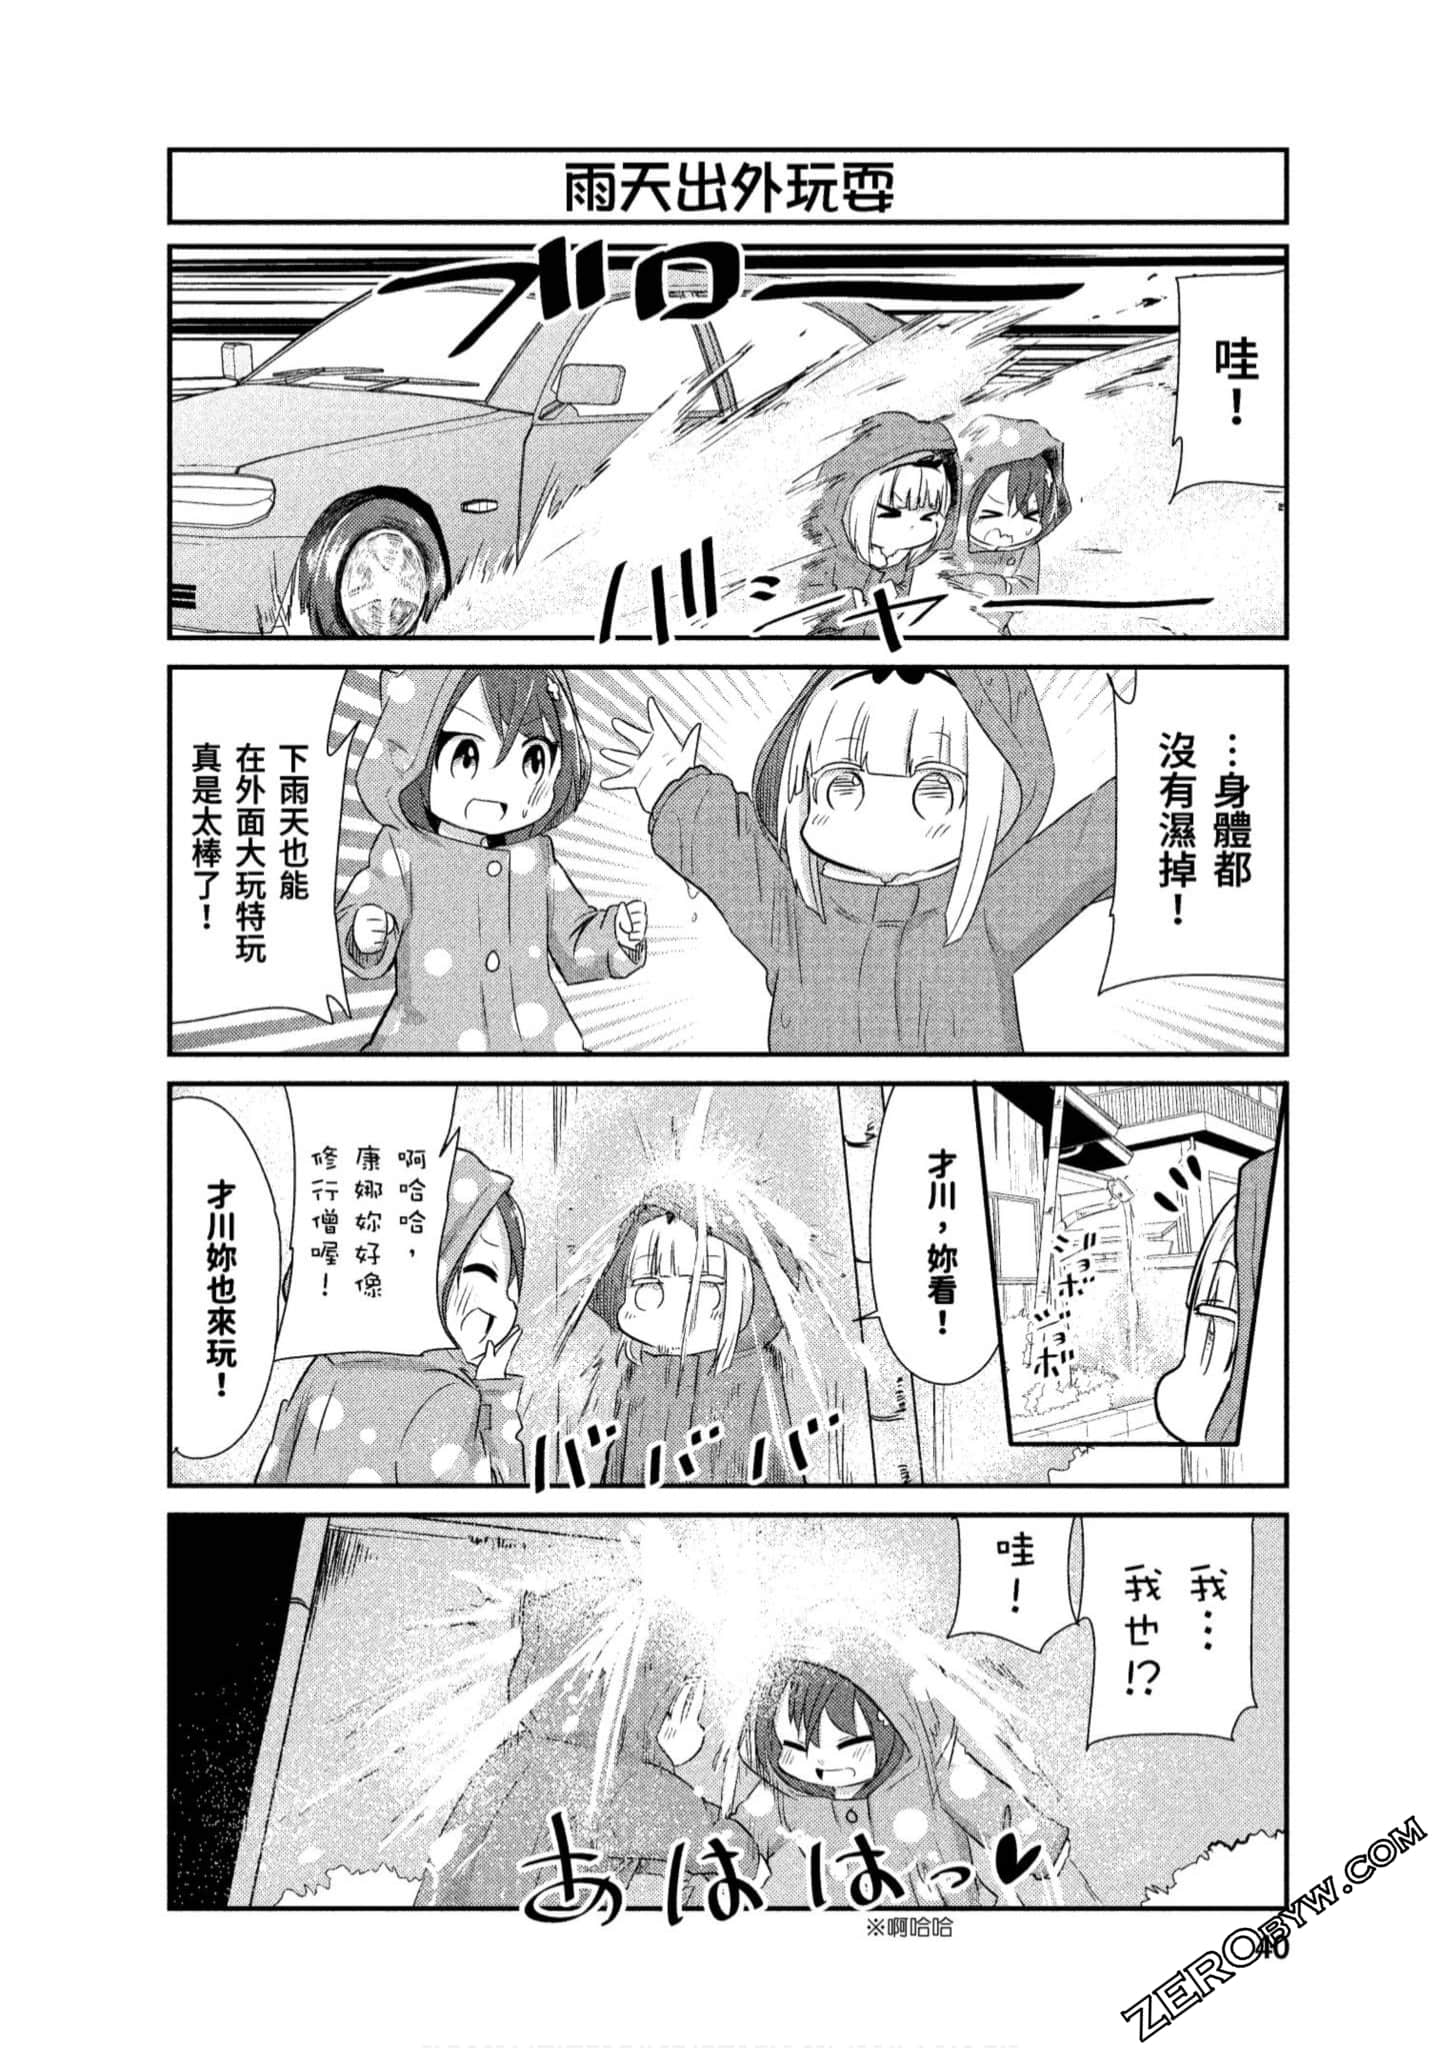 雨天出外玩耍
ブロロー
哇！
バシャー
…身體都
沒有濕掉！
下雨天也能
在外面大玩特玩
真是太棒了！
ジョボ
ジョボ
才川，妳看！
啊哈哈，
康娜妳好像
修行僧喔！
才川妳也來玩！
バババ
我…
我也!?
哇！
あははっ♥
※啊哈哈
40
ZEROBYW.COM